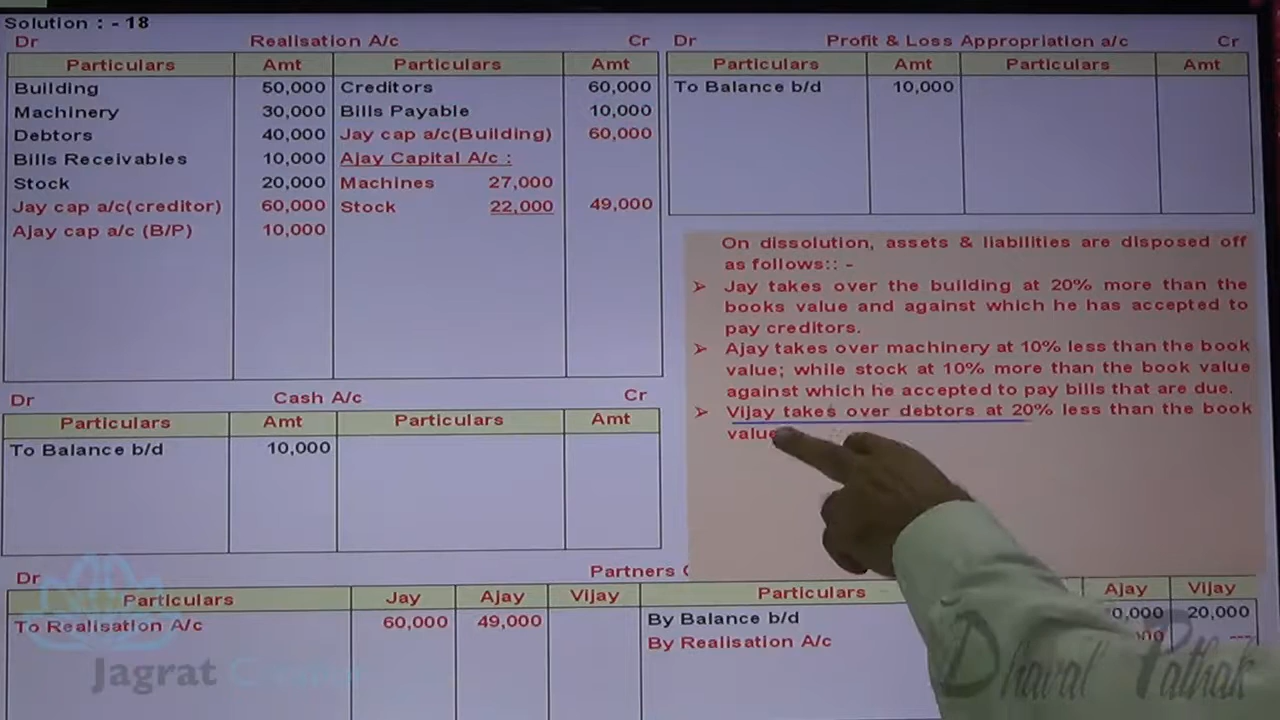 Solution : - 18
Dr Realisation A/c Cr
Particulars Amt Particulars Amt
Building 50,000 Creditors 60,000
Machinery 30,000 Bills Payable 10,000
Debtors 40,000 Jay cap a/c(Building) 60,000
Bills Receivables 10,000 Ajay Capital A/c :
Stock 20,000 Machines 27,000
Jay cap a/c(creditor) 60,000 Stock 22,000 49,000
Ajay cap a/c (B/P) 10,000
Dr Profit & Loss Appropriation a/c Cr
Particulars Amt Particulars Amt
To Balance b/d 10,000
On dissolution, assets & liabilities are disposed off
as follows:: -
➢ Jay takes over the building at 20% more than the
books value and against which he has accepted to
pay creditors.
➢ Ajay takes over machinery at 10% less than the book
value; while stock at 10% more than the book value
against which he accepted to pay bills that are due.
➢ Vijay takes over debtors at 20% less than the book
value
Dr Cash A/c Cr
Particulars Amt Particulars Amt
To Balance b/d 10,000
Dr Partners
Particulars Jay Ajay Vijay Particulars Ajay Vijay
To Realisation A/c 60,000 49,000 By Balance b/d 20,000
By Realisation A/c ---
Jagrat Creation
Dhaval Pathak